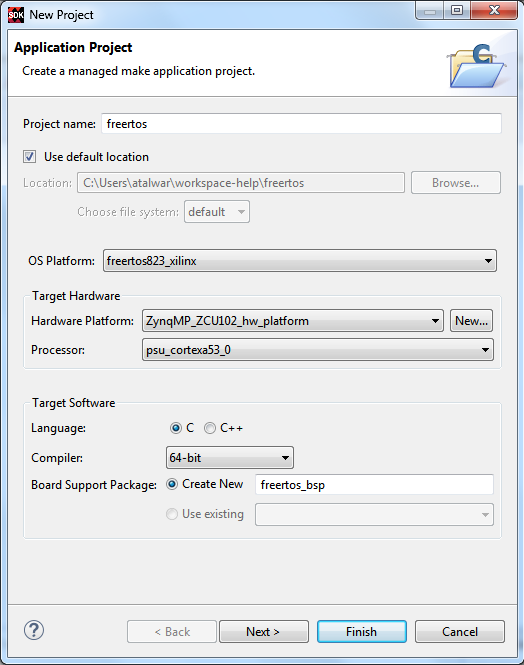 SDK New Project
Application Project
Create a managed make application project.
C
Project name: freertos
Use default location
Location: C:\Users\atalwar\workspace-help\freertos Browse...
Choose file system: default
OS Platform: freertos823_xilinx
Target Hardware
Hardware Platform: ZynqMP_ZCU102_hw_platform New...
Processor: psu_cortexa53_0
Target Software
Language: C C++
Compiler: 64-bit
Board Support Package: Create New freertos_bsp
Use existing
? < Back Next > Finish Cancel